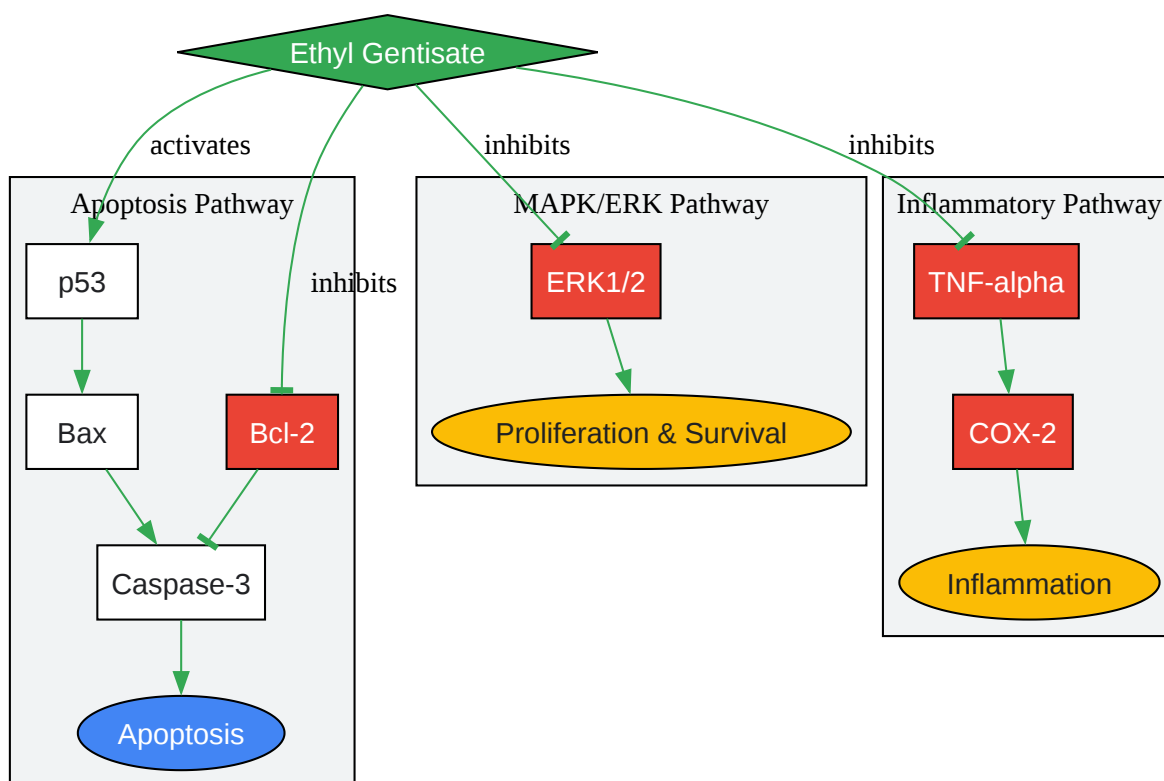 Ethyl Gentisate
activates
inhibits
inhibits
Apoptosis Pathway
MAPK/ERK Pathway
Inflammatory Pathway
p53
inhibits
ERK1/2
TNF-alpha
Bax
Bcl-2
Proliferation & Survival
COX-2
Caspase-3
Inflammation
Apoptosis